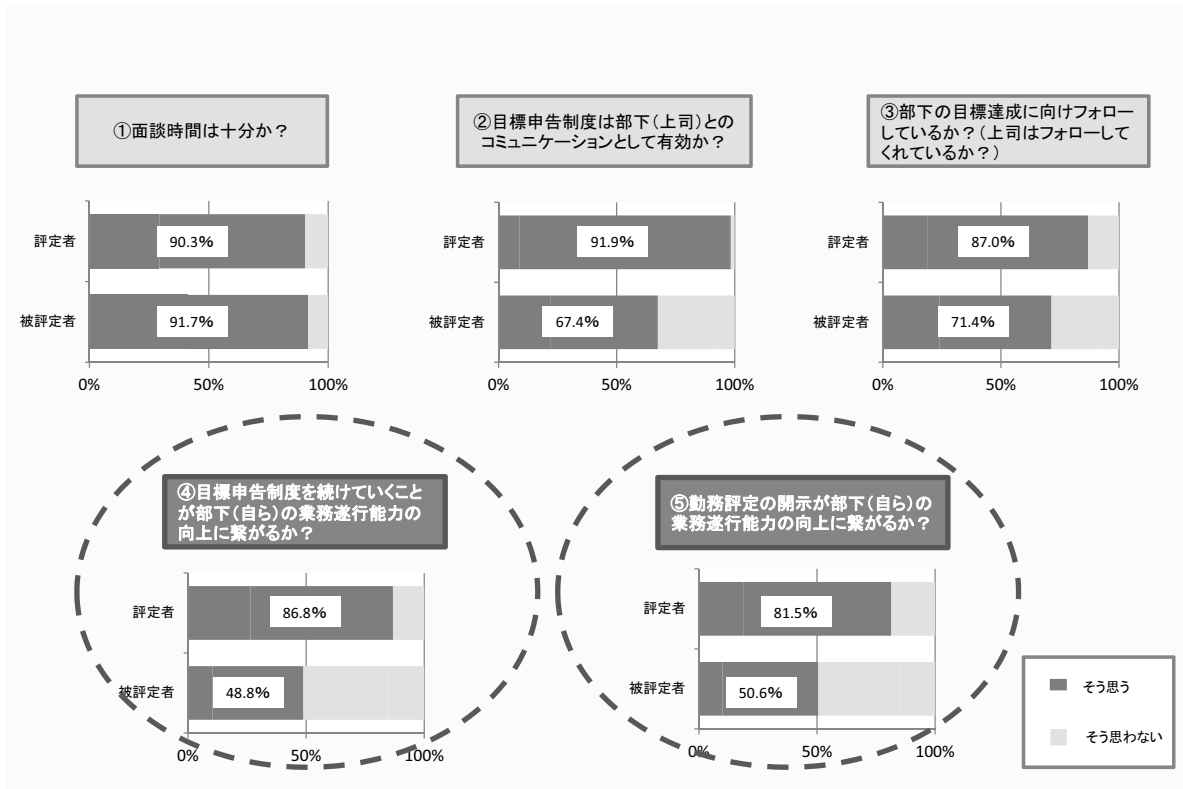 ①面談時間は十分か？
②目標申告制度は部下（上司）との
コミュニケーションとして有効か？
③部下の目標達成に向けフォロー
しているか？（上司はフォローして
くれているか？）
評定者
90.3%
被評定者
91.7%
0%
50%
100%
評定者
91.9%
被評定者
67.4%
0%
50%
100%
評定者
87.0%
被評定者
71.4%
0%
50%
100%
④目標申告制度を続けていくこと
が部下（自ら）の業務遂行能力の
向上に繋がるか？
⑤勤務評定の開示が部下（自ら）の
業務遂行能力の向上に繋がるか？
評定者
86.8%
被評定者
48.8%
0%
50%
100%
評定者
81.5%
被評定者
50.6%
0%
50%
100%
そう思う
そう思わない